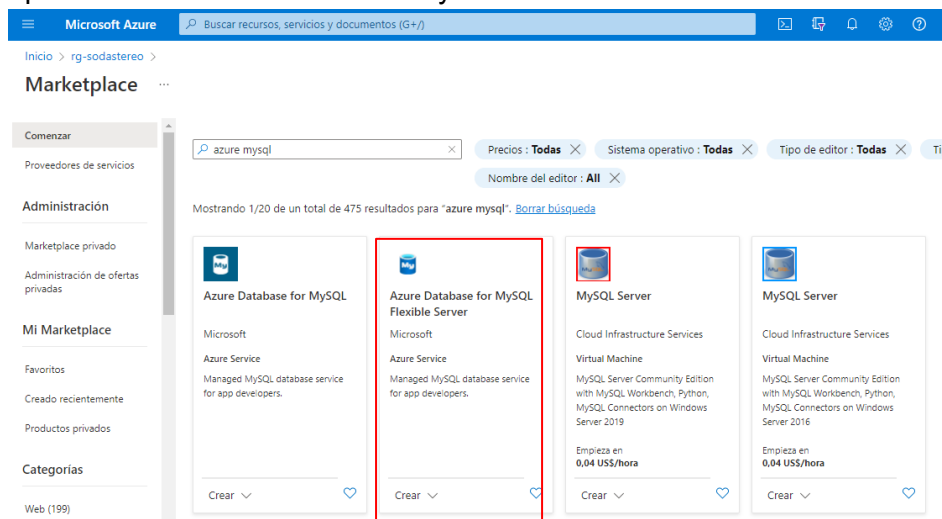 Microsoft Azure
Buscar recursos, servicios y documentos (G+/)
Inicio > rg-sodastereo >
Marketplace ...
Comenzar
Proveedores de servicios
Administración
Marketplace privado
Administración de ofertas
privadas
Mi Marketplace
Favoritos
Creado recientemente
Productos privados
Categorías
Web (199)
azure mysql
Precios : Todas
Sistema operativo : Todas
Tipo de editor : Todas
Nombre del editor : All
Mostrando 1/20 de un total de 475 resultados para "azure mysql". Borrar búsqueda
My
Azure Database for MySQL
Microsoft
Azure Service
Managed MySQL database service
for app developers.
Crear
My
Azure Database for MySQL
Flexible Server
Microsoft
Azure Service
Managed MySQL database service
for app developers.
Crear
MySQL Server
Cloud Infrastructure Services
Virtual Machine
MySQL Server Community Edition
with MySQL Workbench, Python,
MySQL Connectors on Windows
Server 2019
Empieza en
0,04 US$/hora
Crear
MySQL Server
Cloud Infrastructure Services
Virtual Machine
MySQL Server Community Edition
with MySQL Workbench, Python,
MySQL Connectors on Windows
Server 2016
Empieza en
0,04 US$/hora
Crear